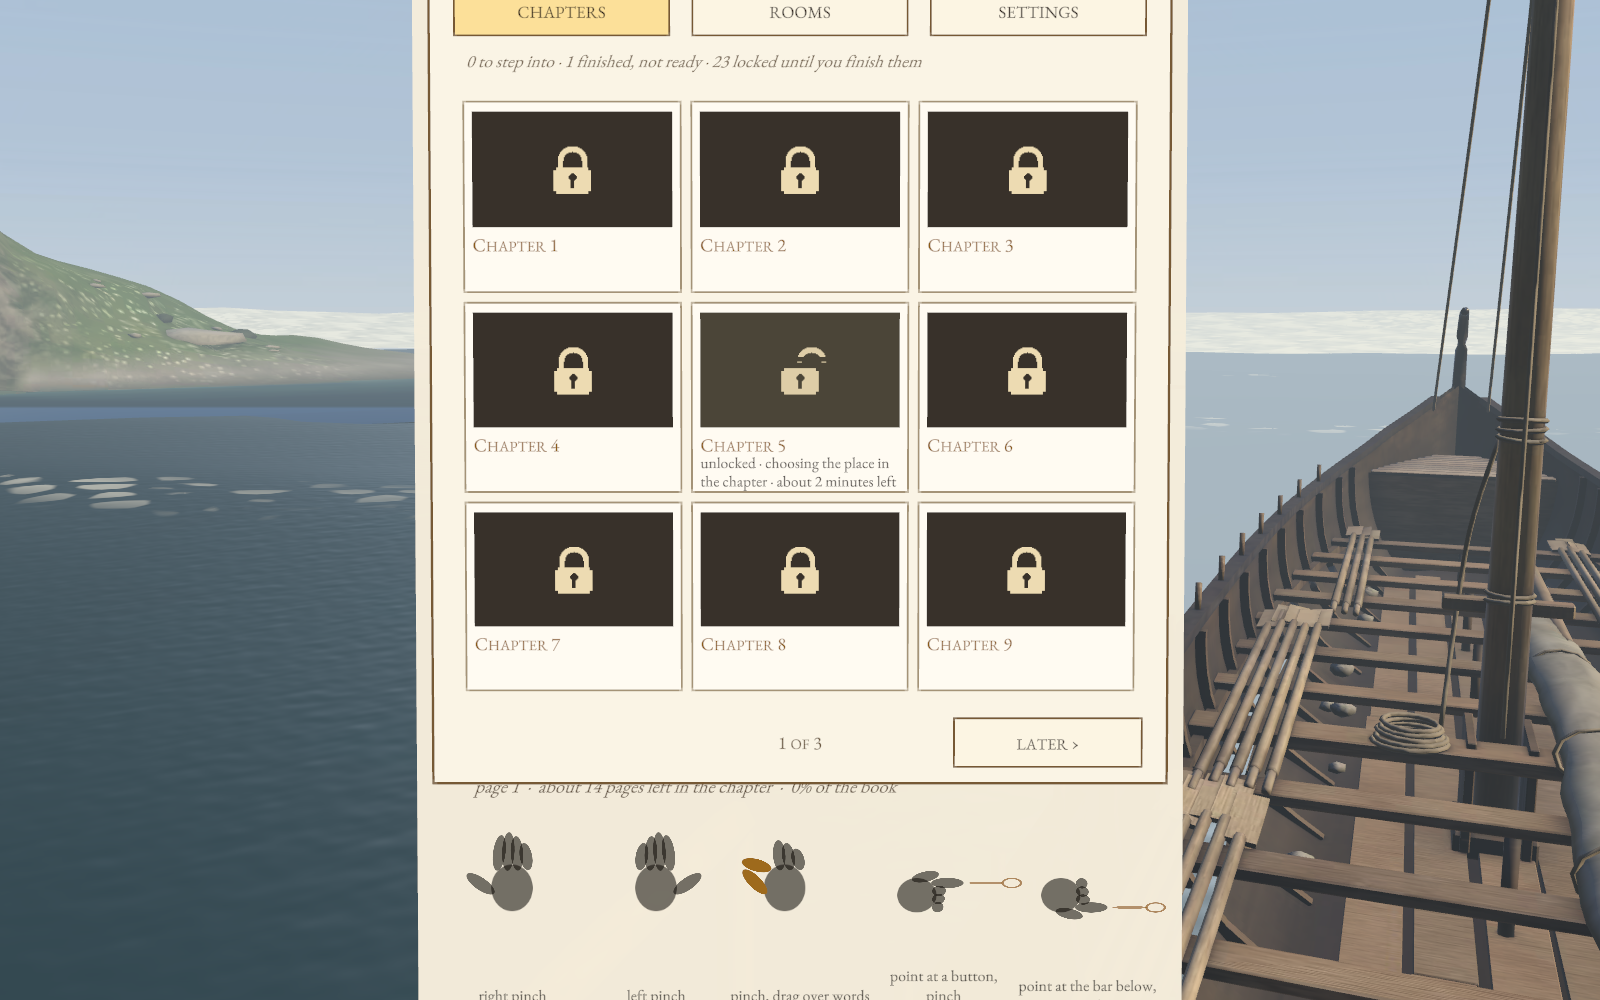 CHAPTERS
ROOMS
SETTINGS
0 to step into · 1 finished, not ready · 23 locked until you finish them
CHAPTER 1
CHAPTER 2
CHAPTER 3
CHAPTER 4
CHAPTER 5
unlocked · choosing the place in
the chapter · about 2 minutes left
CHAPTER 6
CHAPTER 7
CHAPTER 8
CHAPTER 9
1 OF 3
LATER ›
page 1 · about 14 pages left in the chapter · 0% of the book
right pinch
left pinch
pinch, drag over words
point at a button,
pinch
point at the bar below,